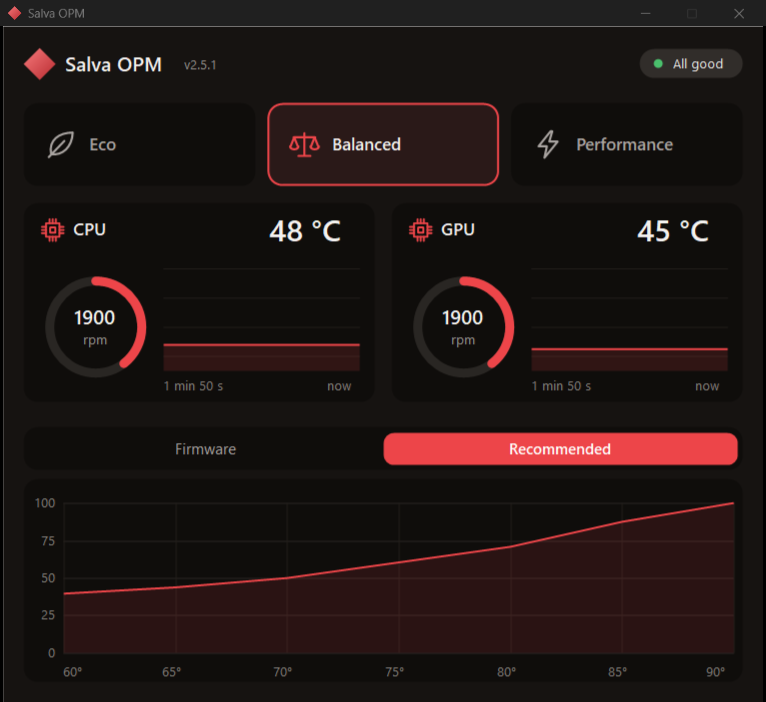 Salva OPM
Salva OPM v2.5.1
All good
Eco
Balanced
Performance
CPU
48 °C
1900
rpm
1 min 50 s
now
GPU
45 °C
1900
rpm
1 min 50 s
now
Firmware
Recommended
100
75
50
25
0
60°
65°
70°
75°
80°
85°
90°